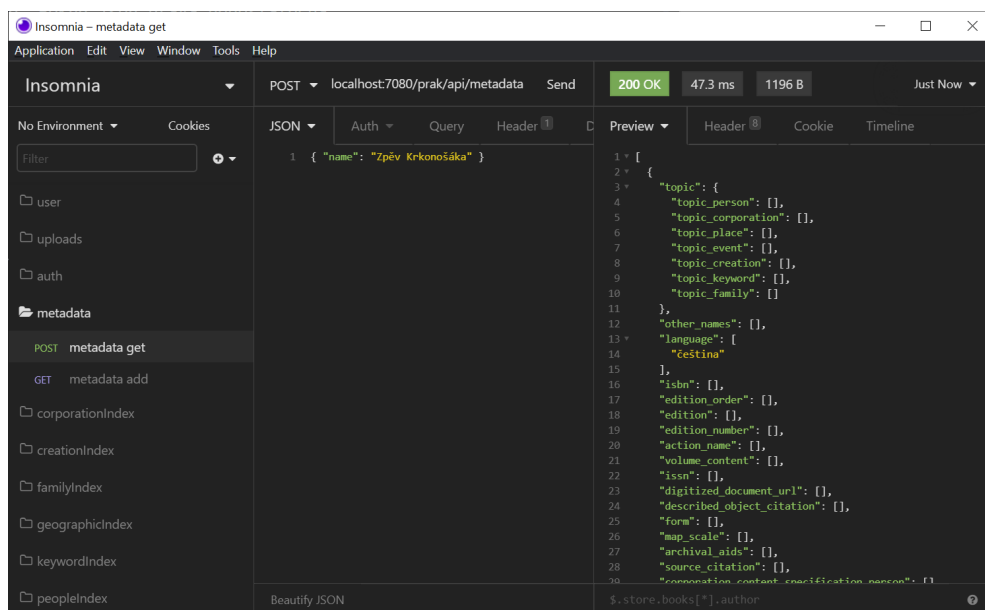 Insomnia – metadata get
Application Edit View Window Tools Help
Insomnia
POST localhost:7080/prak/api/metadata Send
200 OK 47.3 ms 1196 B Just Now
No Environment Cookies
JSON Auth Query Header 1 D
Preview Header 8 Cookie Timeline
Filter
user
uploads
auth
metadata
POST metadata get
GET metadata add
corporationIndex
creationIndex
familyIndex
geographicIndex
keywordIndex
peopleIndex
1 { "name": "Zpěv Krkonošáka" }
Beautify JSON
1 [
2 {
3 "topic": {
4 "topic_person": [],
5 "topic_corporation": [],
6 "topic_place": [],
7 "topic_event": [],
8 "topic_creation": [],
9 "topic_keyword": [],
10 "topic_family": []
11 },
12 "other_names": [],
13 "language": [
14 "čeština"
15 ],
16 "isbn": [],
17 "edition_order": [],
18 "edition": [],
19 "edition_number": [],
20 "action_name": [],
21 "volume_content": [],
22 "issn": [],
23 "digitized_document_url": [],
24 "described_object_citation": [],
25 "form": [],
26 "map_scale": [],
27 "archival_aids": [],
28 "source_citation": [],
29 "corporation_content_specification_person": []
$.store.books[*].author